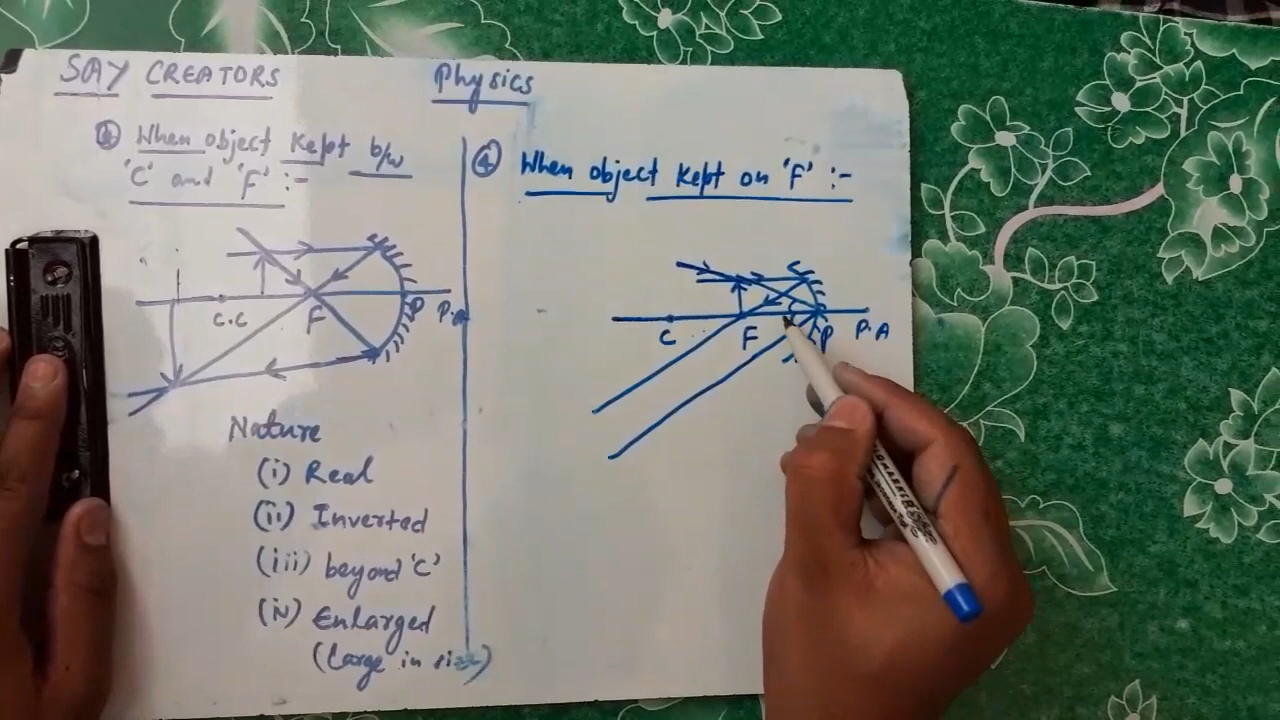 SAY CREATORS
Physics
When object kept b/w
'C' and 'F' :-
C.C
F
P
P.A
Nature
(i) Real
(ii) Inverted
(iii) beyond 'C'
(iv) Enlarged
(large in size)
④ When object kept on 'F' :-
C
F
P
P.A